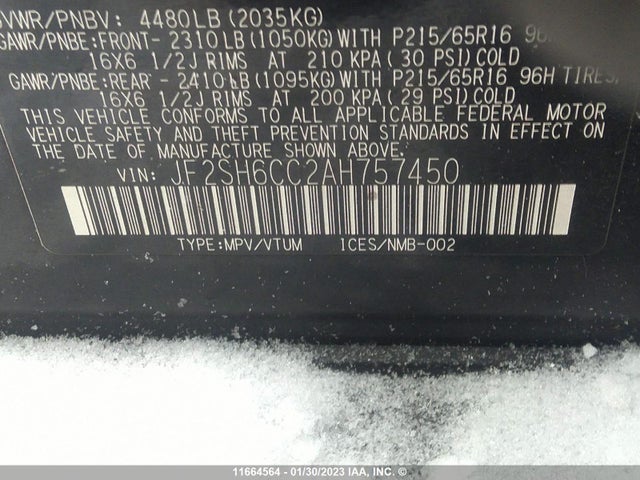 GVWR/PNBV: 4480LB (2035KG)
GAWR/PNBE:FRONT- 2310LB(1050KG)WITH P215/65R16 96H
16X6 1/2J RIMS AT 210 KPA (30 PSI)COLD
GAWR/PNBE:REAR- 2410LB(1095KG)WITH P215/65R16 96H TIRES,
16X6 1/2J RIMS AT 200 KPA(29 PSI)COLD
THIS VEHICLE CONFORMS TO ALL APPLICABLE FEDERAL MOTOR
VEHICLE SAFETY AND THEFT PREVENTION STANDARDS IN EFFECT ON
THE DATE OF MANUFACTURE SHOWN ABOVE.
VIN: JF2SH6CC2AH757450
TYPE:MPV/VTUM ICES/NMB-002
11664564 - 01/30/2023 IAA, Inc. ©